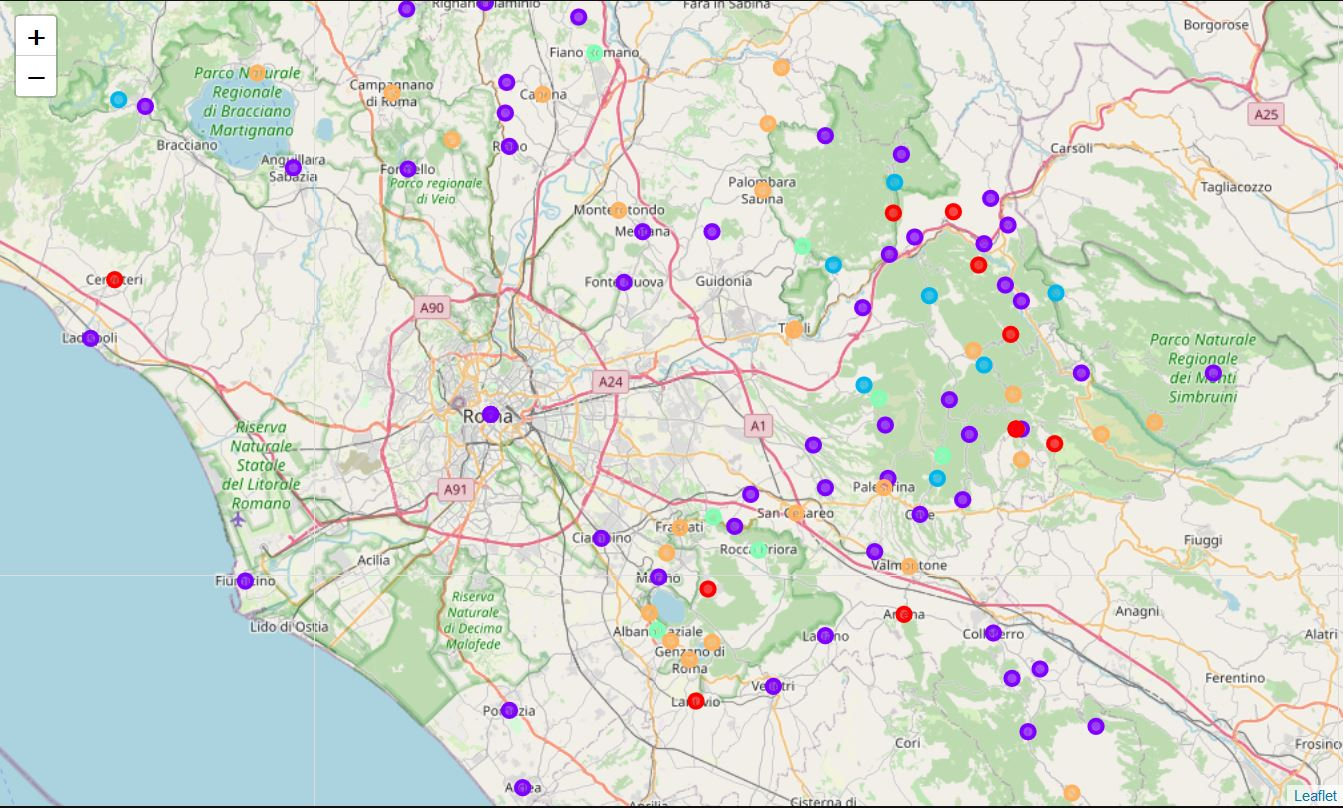 +
−
Fara in Sabina
Borgorose
Parco Naturale
Regionale
di Bracciano
- Martignano
Campagnano
di Roma
Fiano Romano
Capena
A25
Bracciano
Anguillara
Sabazia
Formello
Parco regionale
di Veio
Riano
Carsoli
Tagliacozzo
Palombara
Sabina
Monterotondo
Mentana
Cerveteri
Fonte Nuova
Guidonia
A90
Ladispoli
Tivoli
Parco Naturale
Regionale
dei Monti
Simbruini
A24
Roma
A1
Riserva
Naturale
Statale
del Litorale
Romano
A91
Palestrina
San Cesareo
Cave
Frascati
Ciampino
Rocca Priora
Fiuggi
Acilia
Valmontone
Fiumicino
Marino
Riserva
Naturale
di Decima
Malafede
Lido di Ostia
Artena
Anagni
Albano Laziale
Lariano
Colleferro
Alatri
Genzano di
Roma
Ferentino
Velletri
Lanuvio
Pomezia
Cori
Frosino
Ardea
Aprilia
Cisterna di
Leaflet